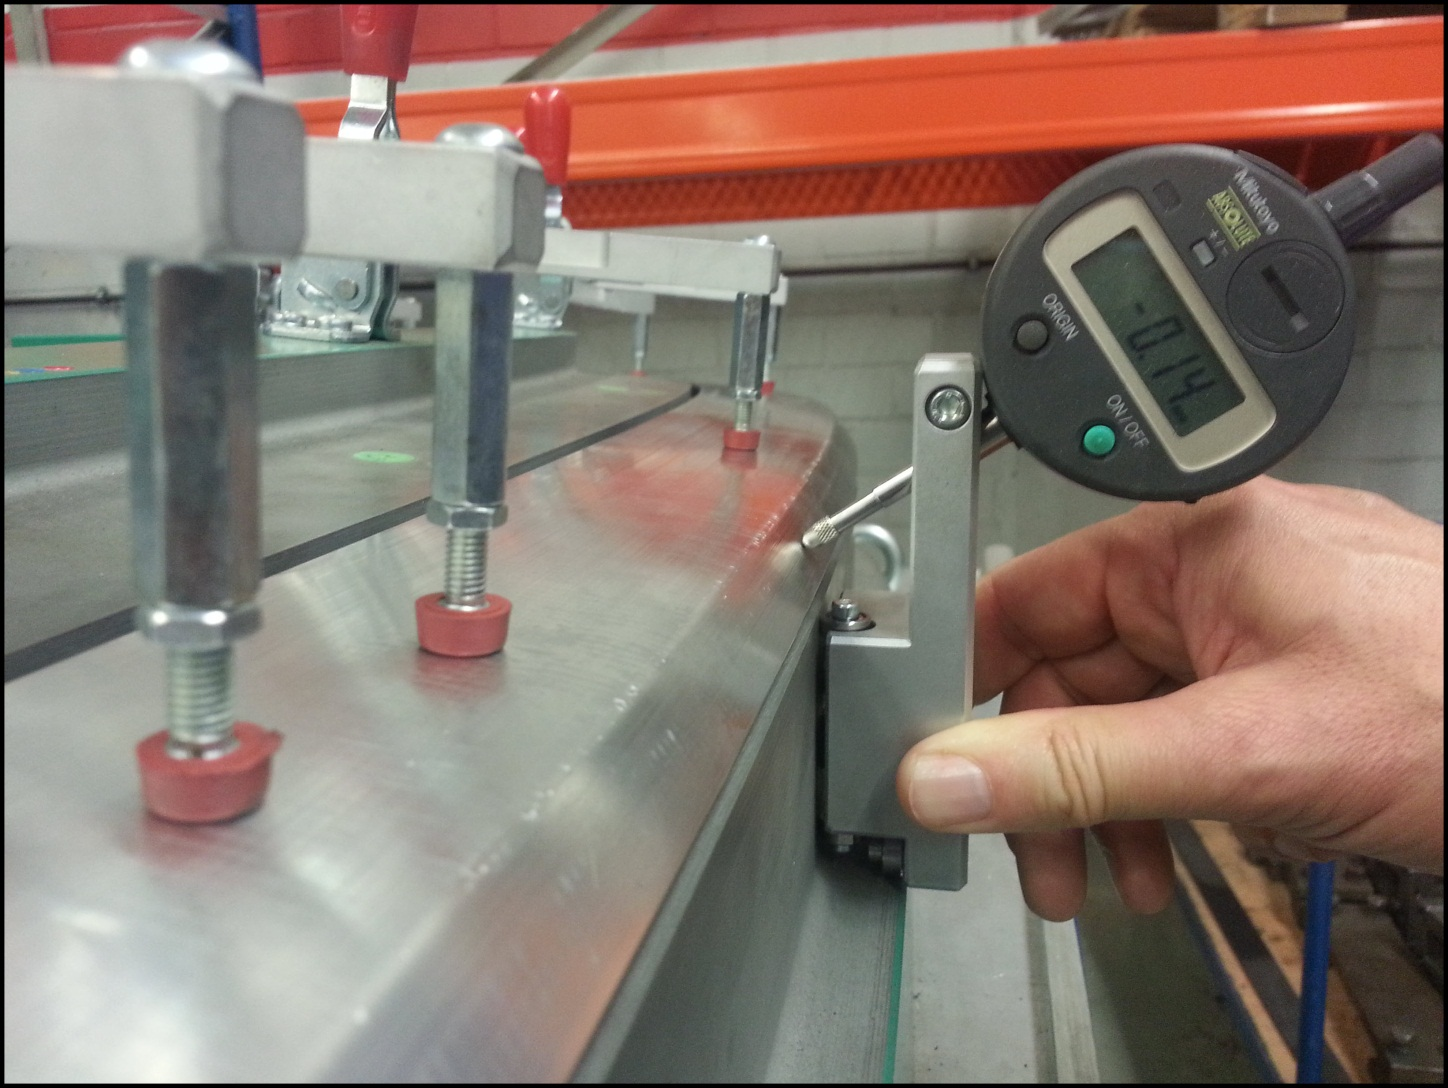 Mitutoyo
ABSOLUTE
+/-
ORIGIN
-0.14
ON/OFF